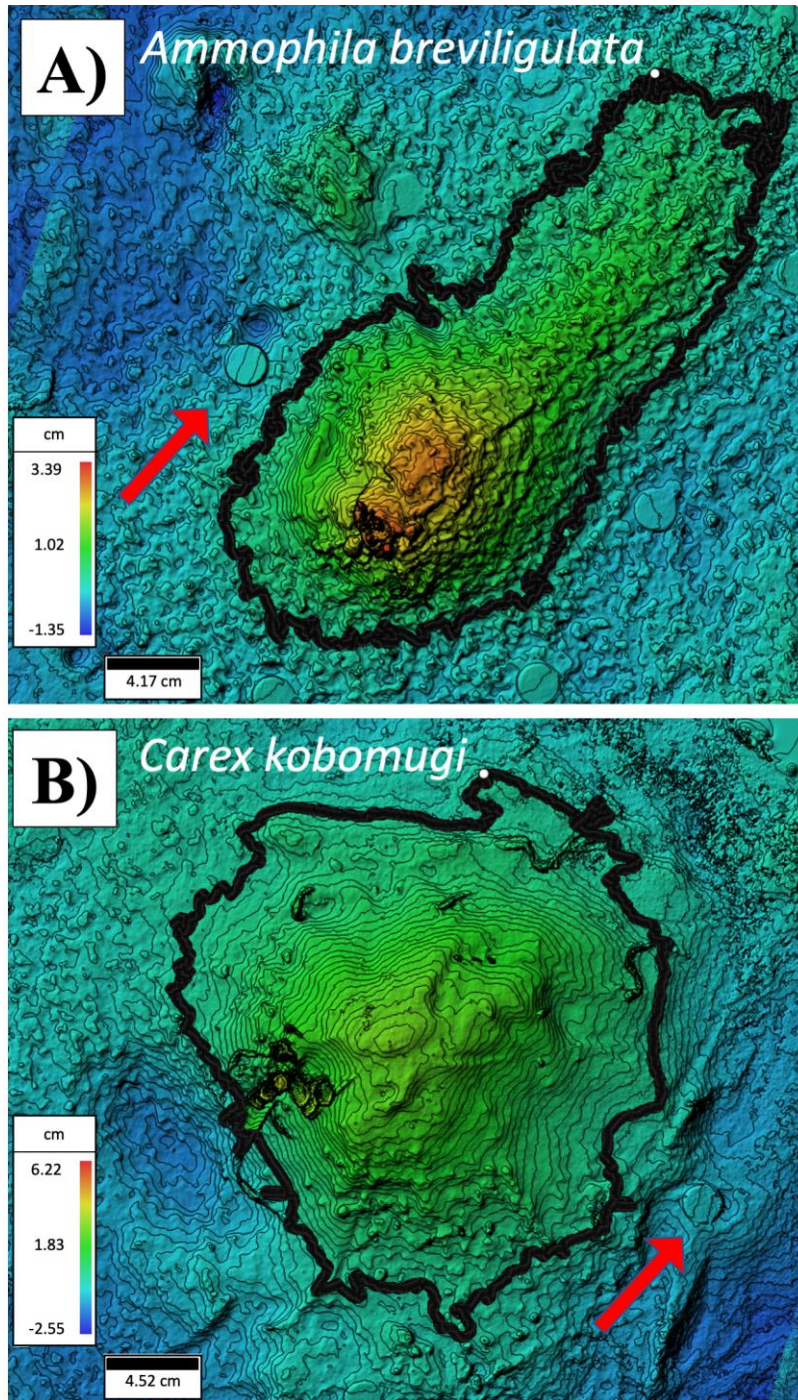 A)
Ammophila breviligulata
cm
3.39
1.02
-1.35
4.17 cm
B)
Carex kobomugi
cm
6.22
1.83
-2.55
4.52 cm